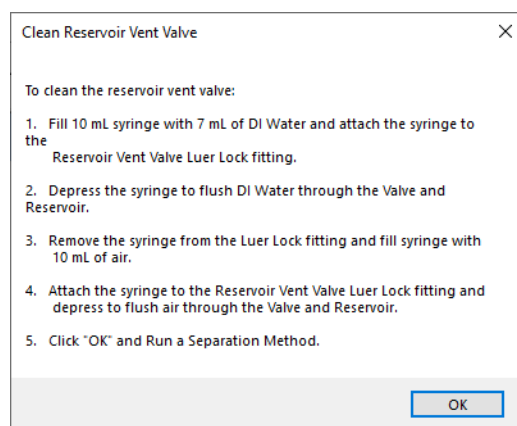 Clean Reservoir Vent Valve
To clean the reservoir vent valve:
1. Fill 10 mL syringe with 7 mL of DI Water and attach the syringe to
the
Reservoir Vent Valve Luer Lock fitting.
2. Depress the syringe to flush DI Water through the Valve and
Reservoir.
3. Remove the syringe from the Luer Lock fitting and fill syringe with
10 mL of air.
4. Attach the syringe to the Reservoir Vent Valve Luer Lock fitting and
depress to flush air through the Valve and Reservoir.
5. Click "OK" and Run a Separation Method.
OK